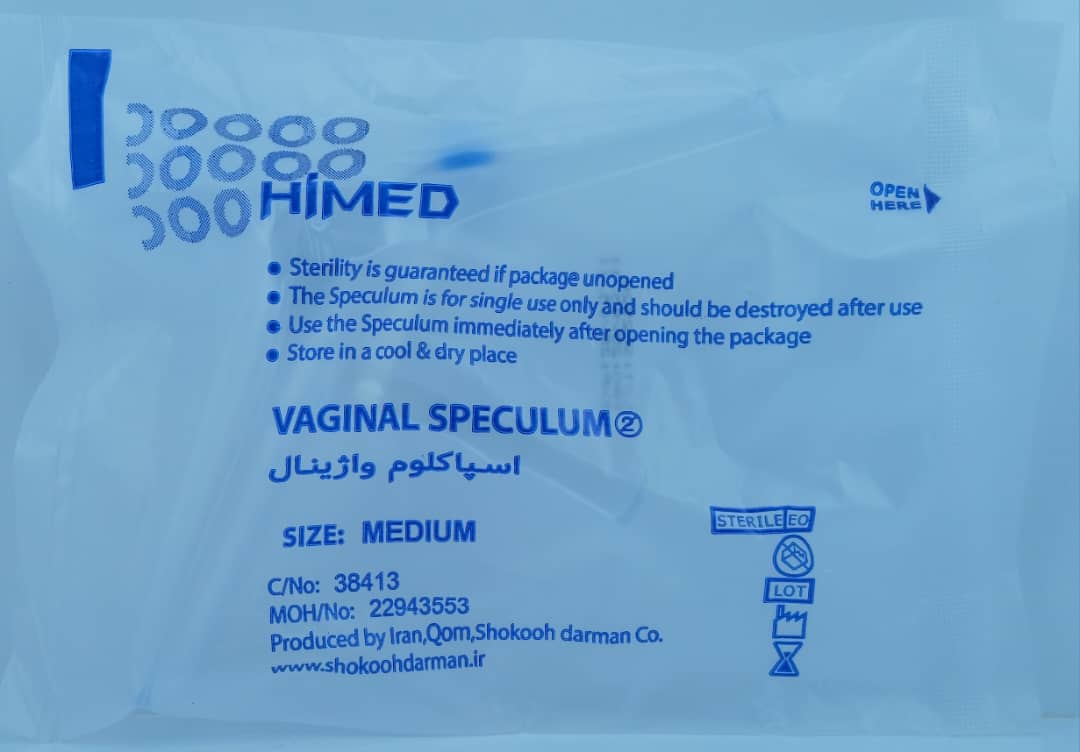 HiMED
OPEN
HERE
● Sterility is guaranteed if package unopened
● The Speculum is for single use only and should be destroyed after use
● Use the Speculum immediately after opening the package
● Store in a cool & dry place
VAGINAL SPECULUM②
اسپاکلوم واژینال
SIZE: MEDIUM
C/No: 38413
MOH/No: 22943553
Produced by Iran,Qom,Shokooh darman Co.
www.shokoohdarman.ir
STERILE EO
LOT